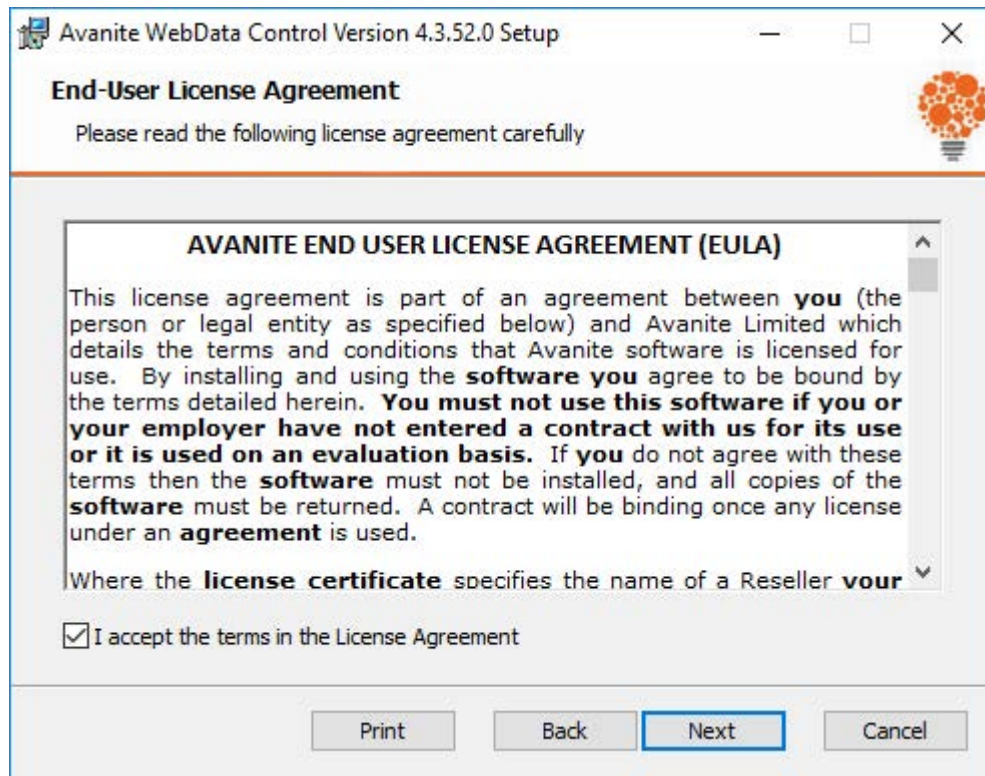 Avanite WebData Control Version 4.3.52.0 Setup
End-User License Agreement
Please read the following license agreement carefully
AVANITE END USER LICENSE AGREEMENT (EULA)
This license agreement is part of an agreement between you (the
person or legal entity as specified below) and Avanite Limited which
details the terms and conditions that Avanite software is licensed for
use. By installing and using the software you agree to be bound by
the terms detailed herein. You must not use this software if you or
your employer have not entered a contract with us for its use
or it is used on an evaluation basis. If you do not agree with these
terms then the software must not be installed, and all copies of the
software must be returned. A contract will be binding once any license
under an agreement is used.
Where the license certificate specifies the name of a Reseller your
I accept the terms in the License Agreement
Print Back Next Cancel